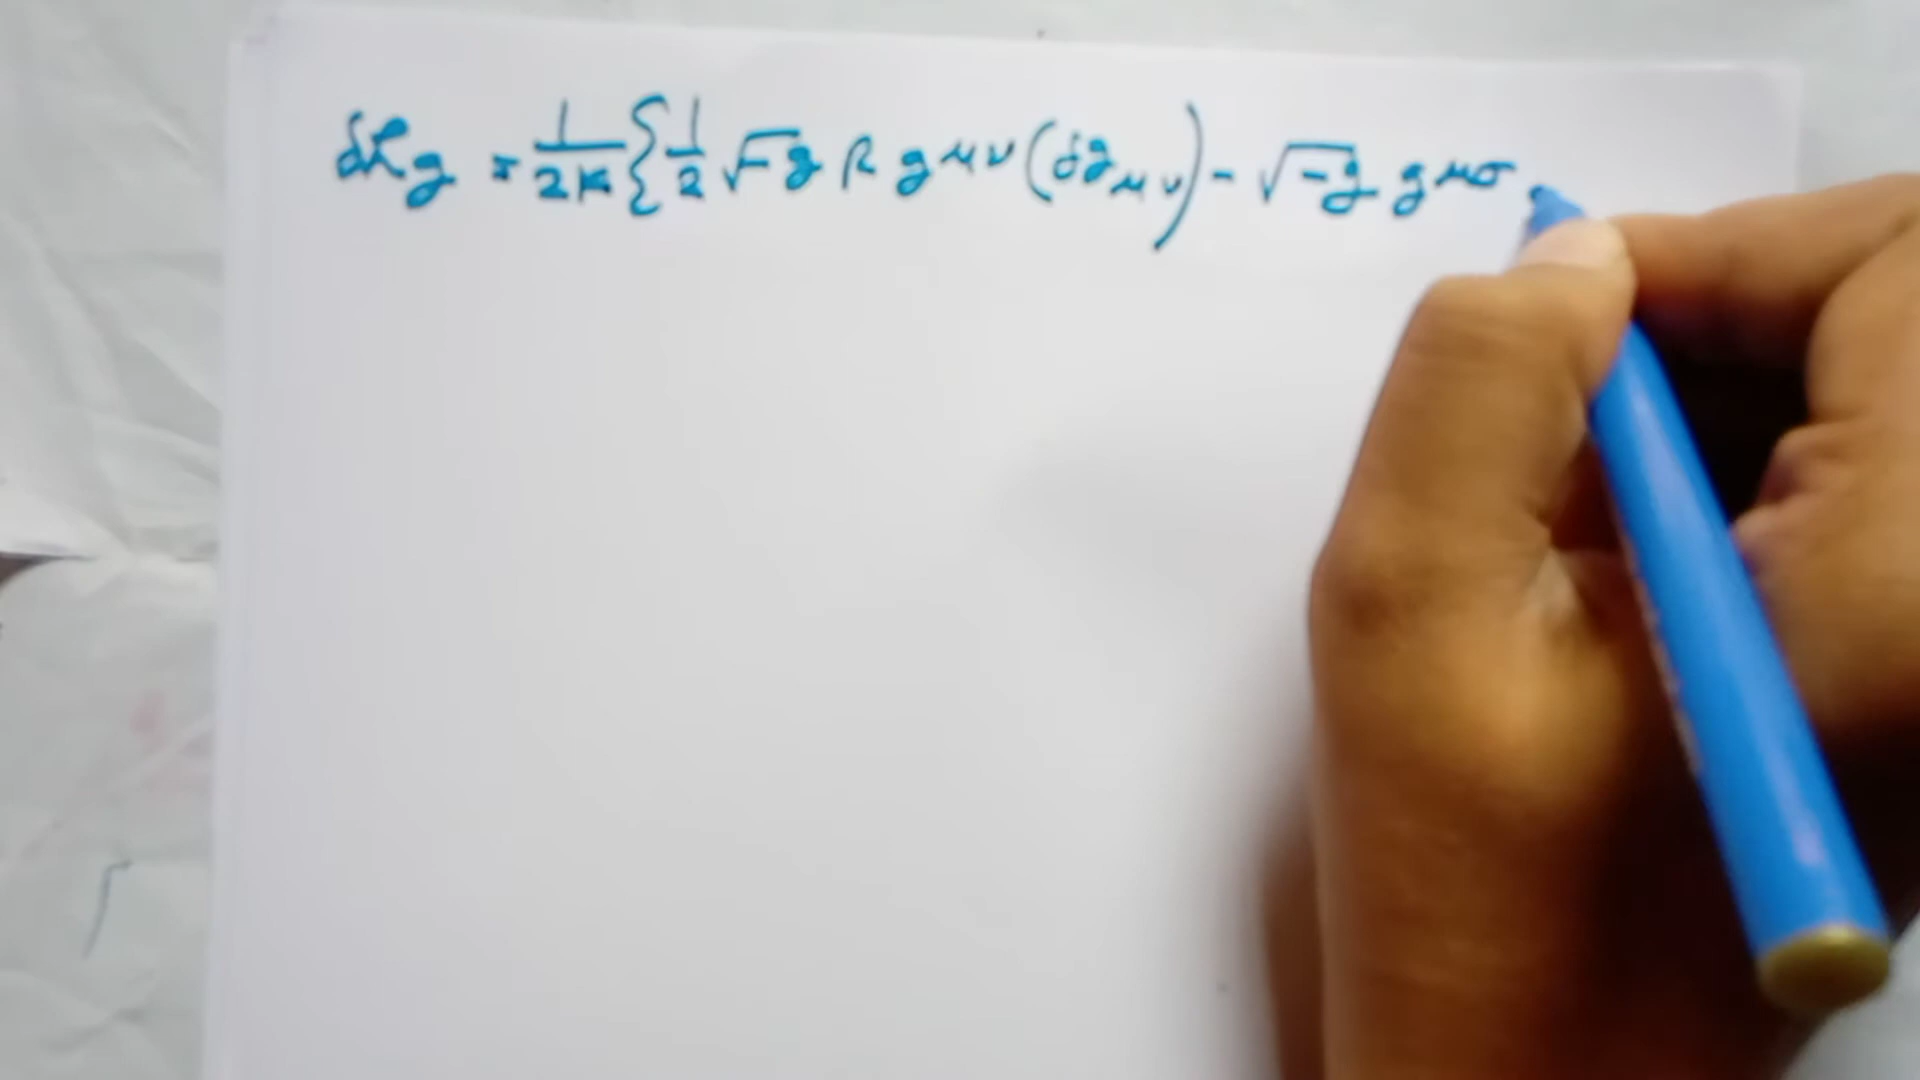 δℒg = 1/2κ {1/2 √-g R g^μν (δg_μν) - √-g g^μσ